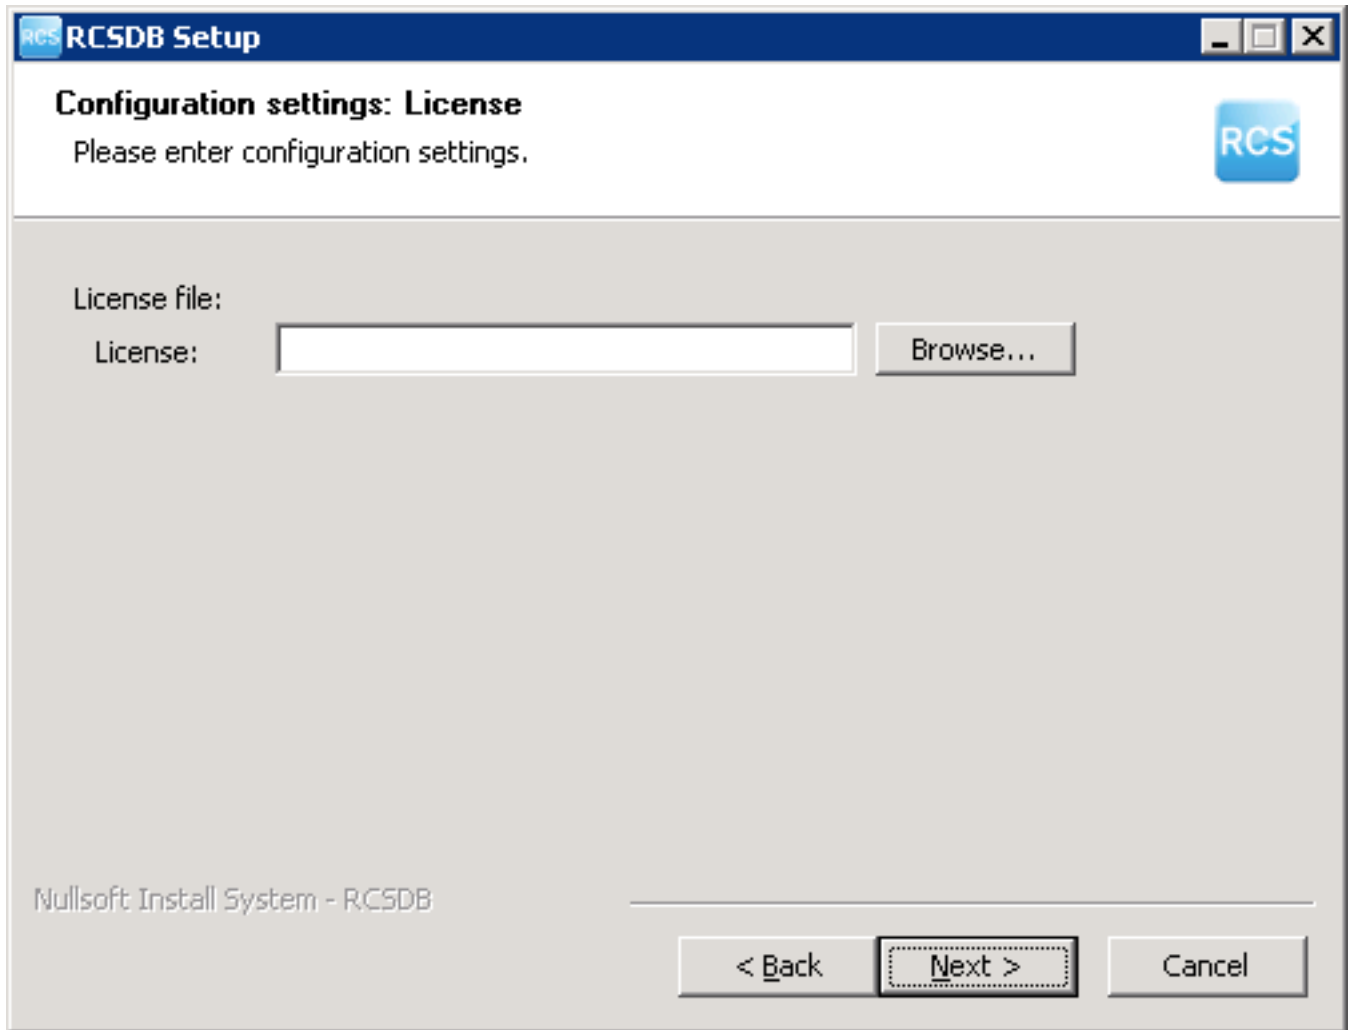 RCS RCSDB Setup
Configuration settings: License
Please enter configuration settings.
RCS
License file:
License:
Browse...
Nullsoft Install System - RCSDB
< Back
Next >
Cancel